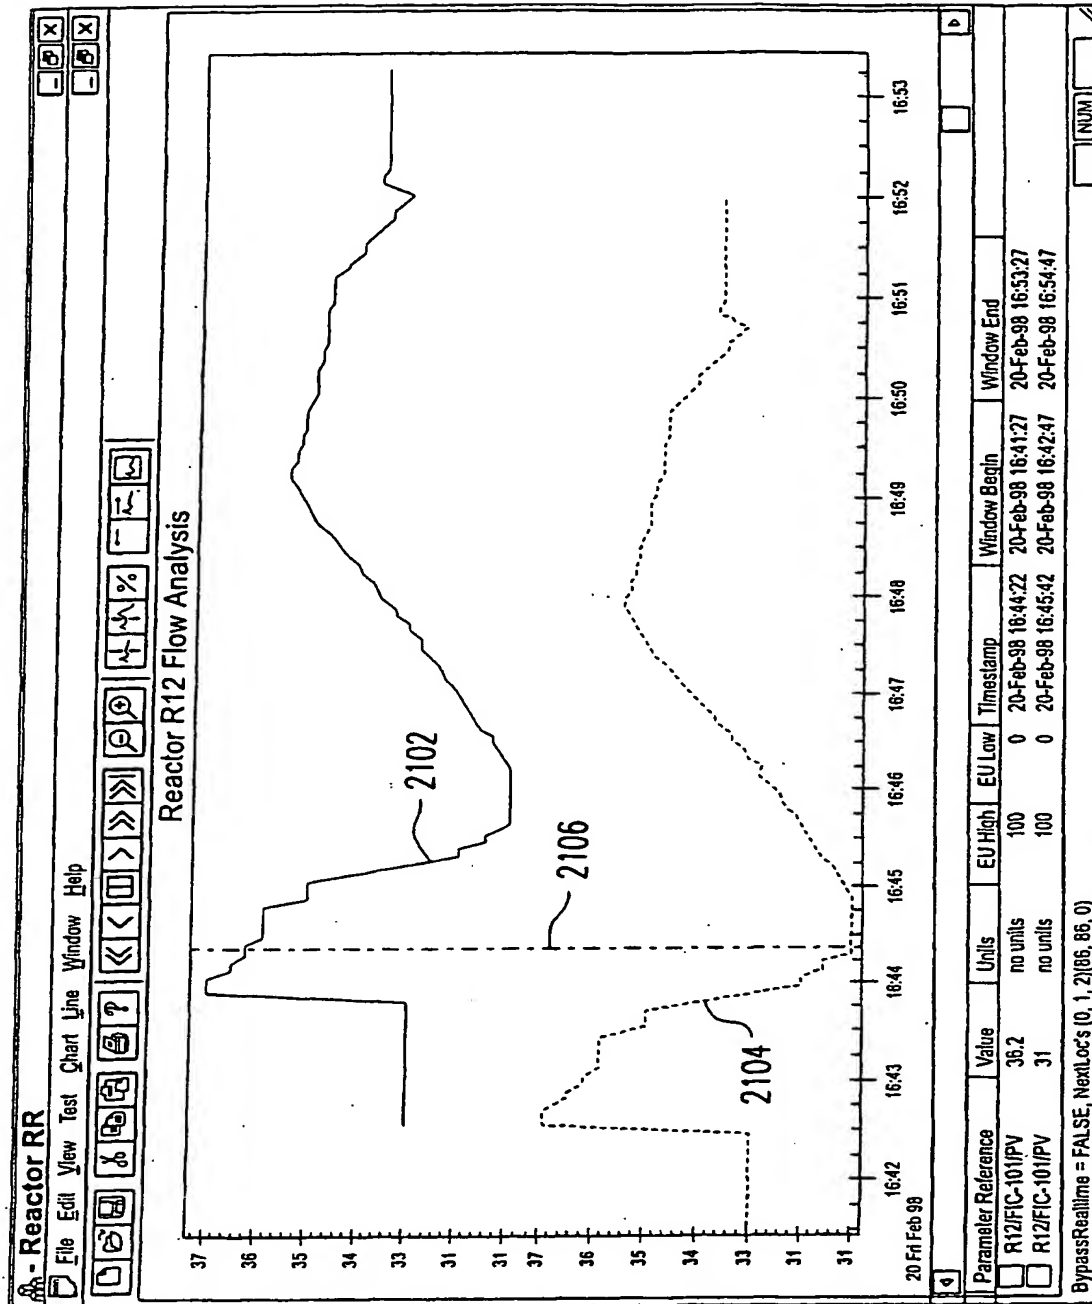 - Reactor RR
File Edit View Test Chart Line Window Help
Reactor R12 Flow Analysis
37
36
35
34
33
32
31
31
37
36
35
34
33
32
31
31
2102
2106
2104
16:42 16:43 16:44 16:45 16:46 16:47 16:48 16:49 16:50 16:51 16:52 16:53
20 Fri Feb 98
Parameter Reference Value Units EU High EU Low Timestamp Window Begin Window End
R12/FIC-101/PV 36.2 no units 100 0 20-Feb-98 16:44:22 20-Feb-98 16:41:27 20-Feb-98 16:53:27
R12/FIC-101/PV 31 no units 100 0 20-Feb-98 16:45:42 20-Feb-98 16:42:47 20-Feb-98 16:54:47
BypassRealtime = FALSE, NextLoc's (0, 1, 2)(86, 86, 0)
NUM